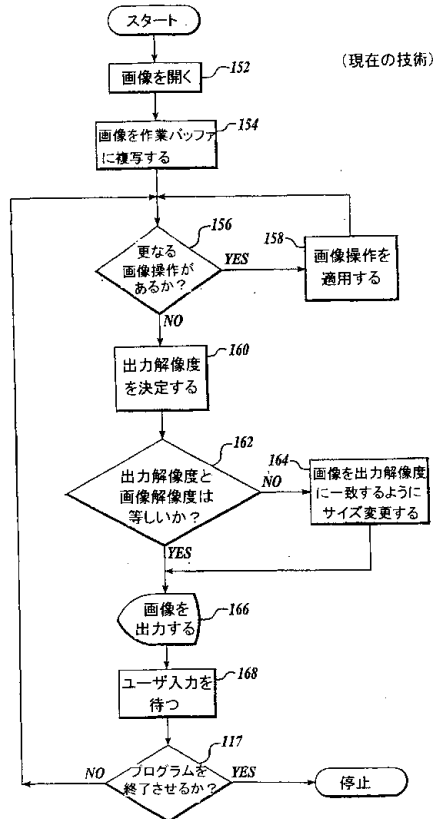 スタート
(現在の技術)
画像を開く
152
画像を作業バッファ
に複写する
154
156
更なる
画像操作が
あるか?
YES
158
画像操作を
適用する
NO
出力解像度
を決定する
160
162
出力解像度と
画像解像度は
等しいか?
NO
164
画像を出力解像度
に一致するように
サイズ変更する
YES
画像を
出力する
166
ユーザ入力を
待つ
168
117
プログラムを
終了させるか?
NO
YES
停止